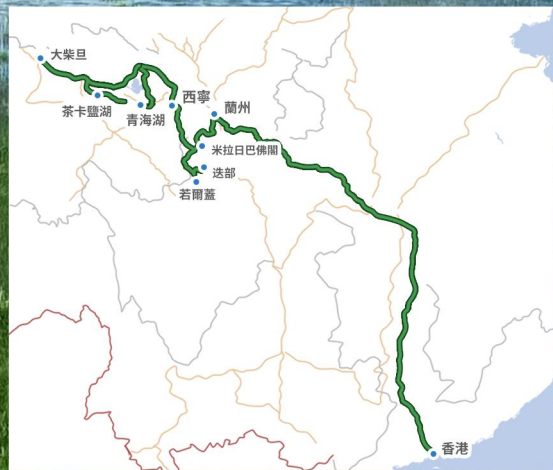 大柴旦
茶卡鹽湖
青海湖
西寧
蘭州
米拉日巴佛閣
迭部
若爾蓋
香港